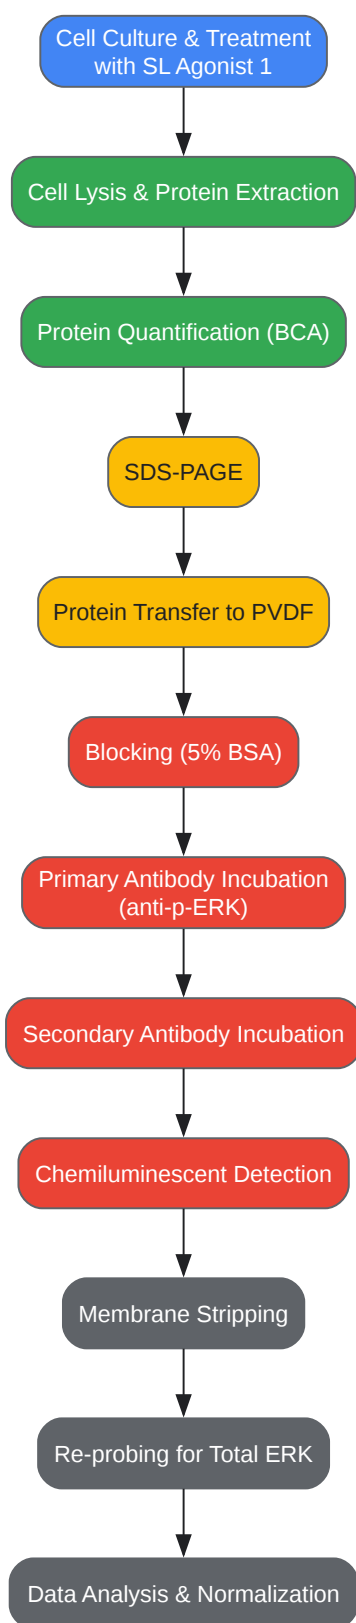 Cell Culture & Treatment
with SL Agonist 1
Cell Lysis & Protein Extraction
Protein Quantification (BCA)
SDS-PAGE
Protein Transfer to PVDF
Blocking (5% BSA)
Primary Antibody Incubation
(anti-p-ERK)
Secondary Antibody Incubation
Chemiluminescent Detection
Membrane Stripping
Re-probing for Total ERK
Data Analysis & Normalization